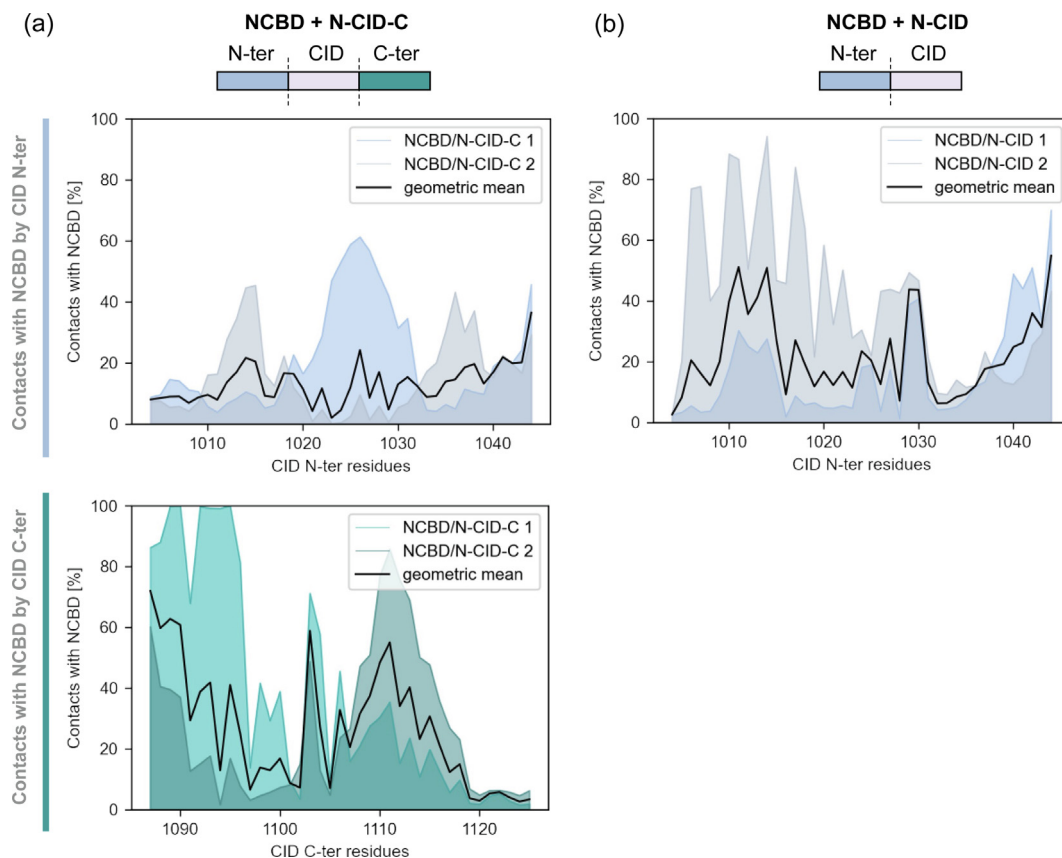 (a)
NCBD + N-CID-C
N-ter CID C-ter
Contacts with NCBD by CID N-ter
Contacts with NCBD [%]
100
80
60
40
20
0
NCBD/N-CID-C 1
NCBD/N-CID-C 2
geometric mean
1010 1020 1030 1040
CID N-ter residues
(b)
NCBD + N-CID
N-ter CID
Contacts with NCBD [%]
100
80
60
40
20
0
NCBD/N-CID 1
NCBD/N-CID 2
geometric mean
1010 1020 1030 1040
CID N-ter residues
Contacts with NCBD by CID C-ter
Contacts with NCBD [%]
100
80
60
40
20
0
NCBD/N-CID-C 1
NCBD/N-CID-C 2
geometric mean
1090 1100 1110 1120
CID C-ter residues